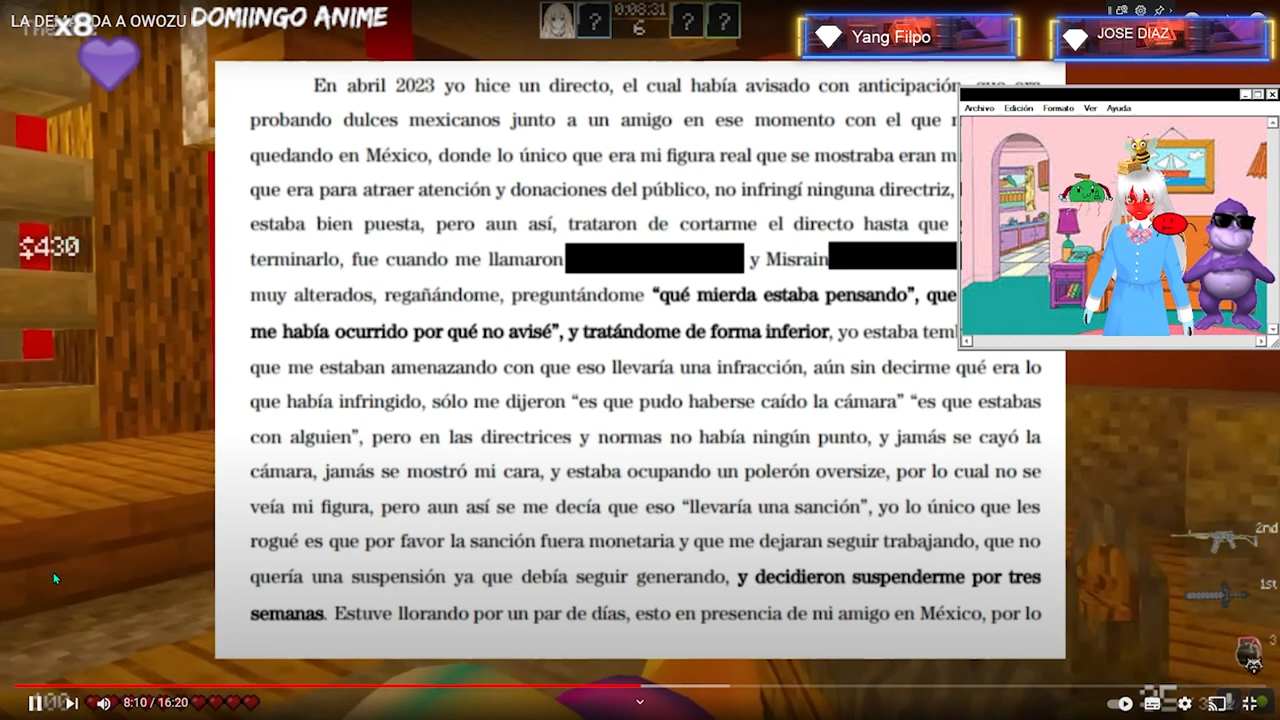 LA DEMANDA A OWOZU
x8
DOMIINGO ANIME
0:08:31
6
?
?
?
Yang Filpo
JOSE DIAZ
En abril 2023 yo hice un directo, el cual había avisado con anticipación, que era
probando dulces mexicanos junto a un amigo en ese momento con el que
quedando en México, donde lo único que era mi figura real que se mostraba eran
que era para atraer atención y donaciones del público, no infringí ninguna directriz,
estaba bien puesta, pero aun así, trataron de cortarme el directo hasta que
terminarlo, fue cuando me llamaron y Misrain
muy alterados, regañándome, preguntándome “qué mierda estaba pensando”, que
me había ocurrido por qué no avisé”, y tratándome de forma inferior, yo estaba
que me estaban amenazando con que eso llevaría una infracción, aún sin decirme qué era lo
que había infringido, sólo me dijeron “es que pudo haberse caído la cámara” “es que estabas
con alguien”, pero en las directrices y normas no había ningún punto, y jamás se cayó la
cámara, jamás se mostró mi cara, y estaba ocupando un polerón oversize, por lo cual no se
veía mi figura, pero aun así se me decía que eso “llevaría una sanción”, yo lo único que les
rogué es que por favor la sanción fuera monetaria y que me dejaran seguir trabajando, que no
quería una suspensión ya que debía seguir generando, y decidieron suspenderme por tres
semanas. Estuve llorando por un par de días, esto en presencia de mi amigo en México, por lo
Archivo Edición Formato Ver Ayuda
$430
2nd
1st
3
8:10 / 16:20